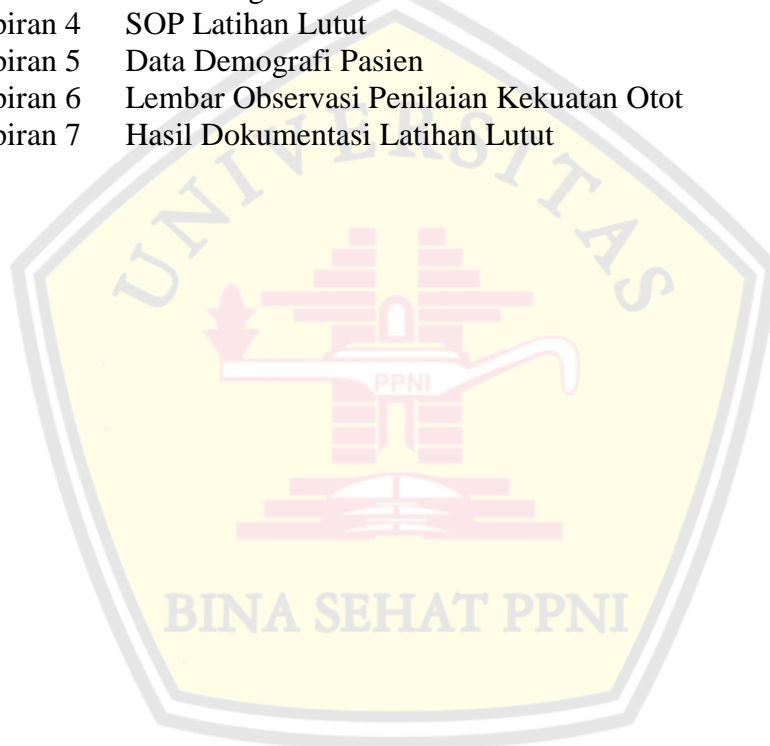 piran 4 SOP Latihan Lutut
piran 5 Data Demografi Pasien
piran 6 Lembar Observasi Penilaian Kekuatan Otot
piran 7 Hasil Dokumentasi Latihan Lutut
UNIVERSITAS
PPNI
BINA SEHAT PPNI